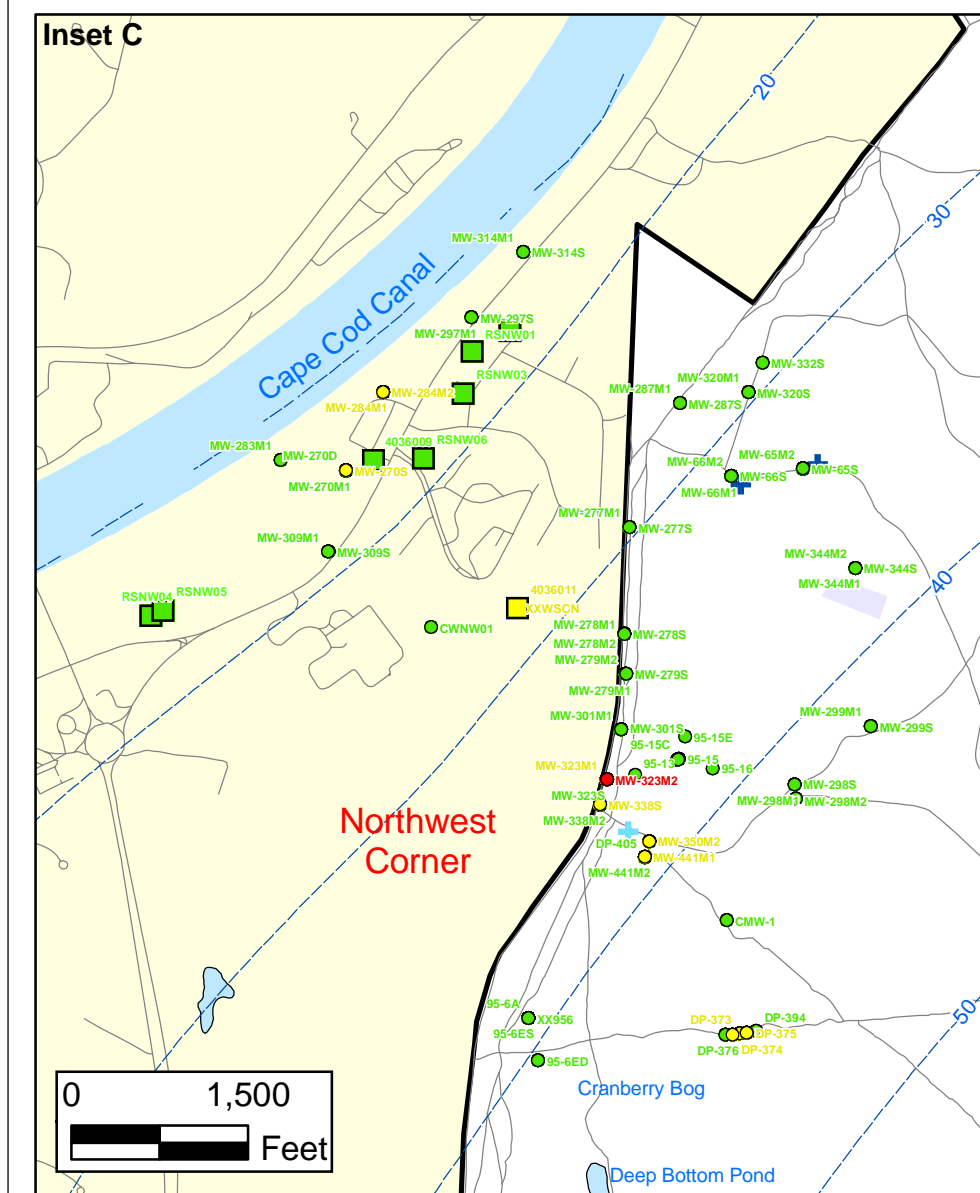 Inset C
20
30
MW-314M1
MW-314S
Cape Cod Canal
MW-297S
MW-297M1
RSNW01
MW-332S
RSNW03
MW-320M1
MW-320S
MW-284M2
MW-284M1
MW-287M1
MW-287S
MW-283M1
MW-270D
4036009
RSNW06
MW-270S
MW-270M1
MW-66M2
MW-65M2
MW-65S
MW-66S
MW-66M1
MW-277M1
MW-277S
MW-309M1
MW-309S
MW-344M2
MW-344S
MW-344M1
40
RSNW04
RSNW05
4036011
XXWSCN
CWNW01
MW-278M1
MW-278S
MW-278M2
MW-279M2
MW-279S
MW-279M1
MW-301M1
MW-301S
MW-299M1
MW-299S
95-15E
95-15C
95-15
95-13
95-16
MW-323M1
MW-323M2
MW-323S
MW-298S
MW-298M1
MW-298M2
MW-338S
MW-338M2
Northwest
Corner
DP-405
MW-350M2
MW-441M1
MW-441M2
CMW-1
50
95-6A
XX956
95-6ES
DP-373
DP-394
DP-375
DP-376
DP-374
95-6ED
Cranberry Bog
0
1,500
Feet
Deep Bottom Pond